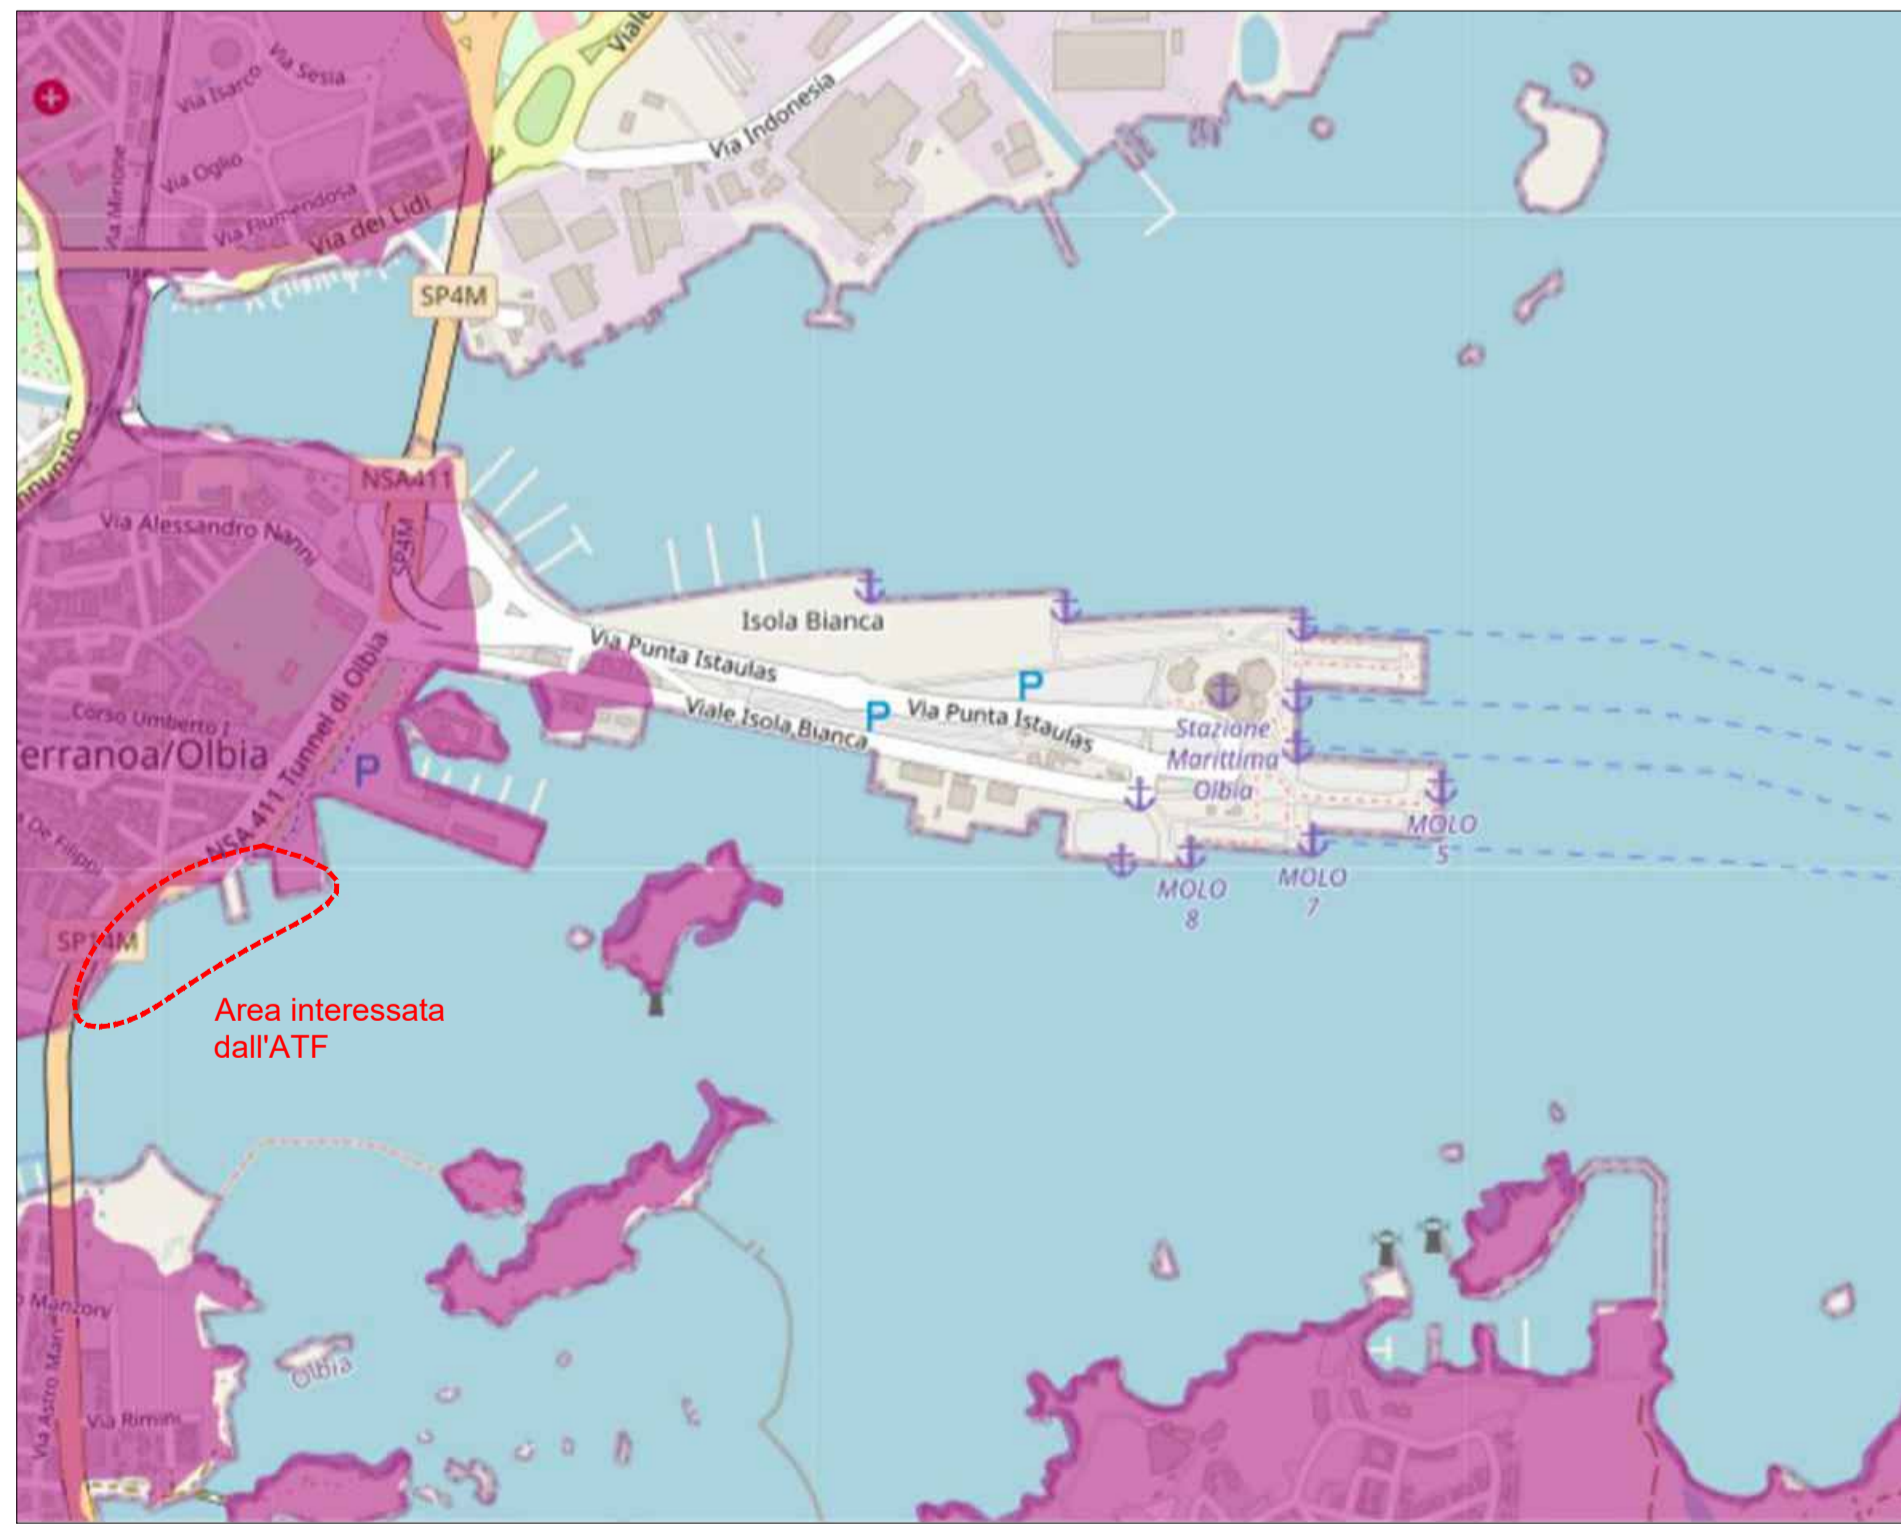 Viale
Via Sesia
Via Isarco
Via Indonesia
Via Mincione
Via Oglio
Via Flumendosa
Via dei Lidi
SP4M
NSA411
Via Alessandro Nanni
SP4M
Isola Bianca
Via Punta Istaulas
P
P
Viale Isola Bianca
Via Punta Istaulas
Corso Umberto I
erranoa/Olbia
NSA 411 Tunnel di Olbia
P
Stazione
Marittima
Olbia
De Filippi
MOLO
5
MOLO
7
MOLO
8
SP14M
Area interessata
dall'ATF
Manzoni
Olbia
Via Astro Mar
Via Rimini